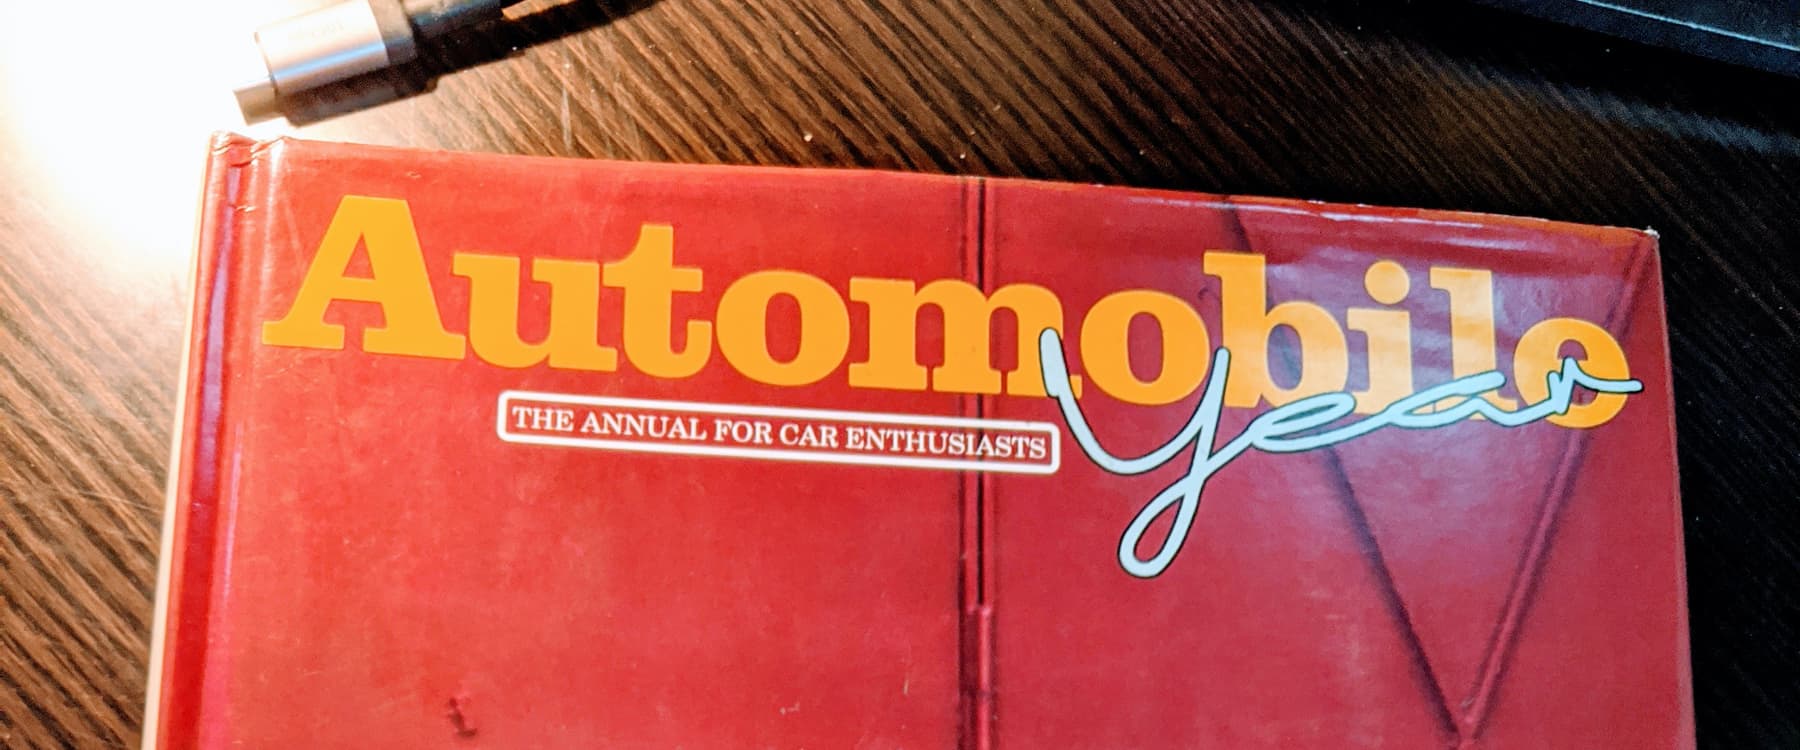 Automobile
Year
THE ANNUAL FOR CAR ENTHUSIASTS